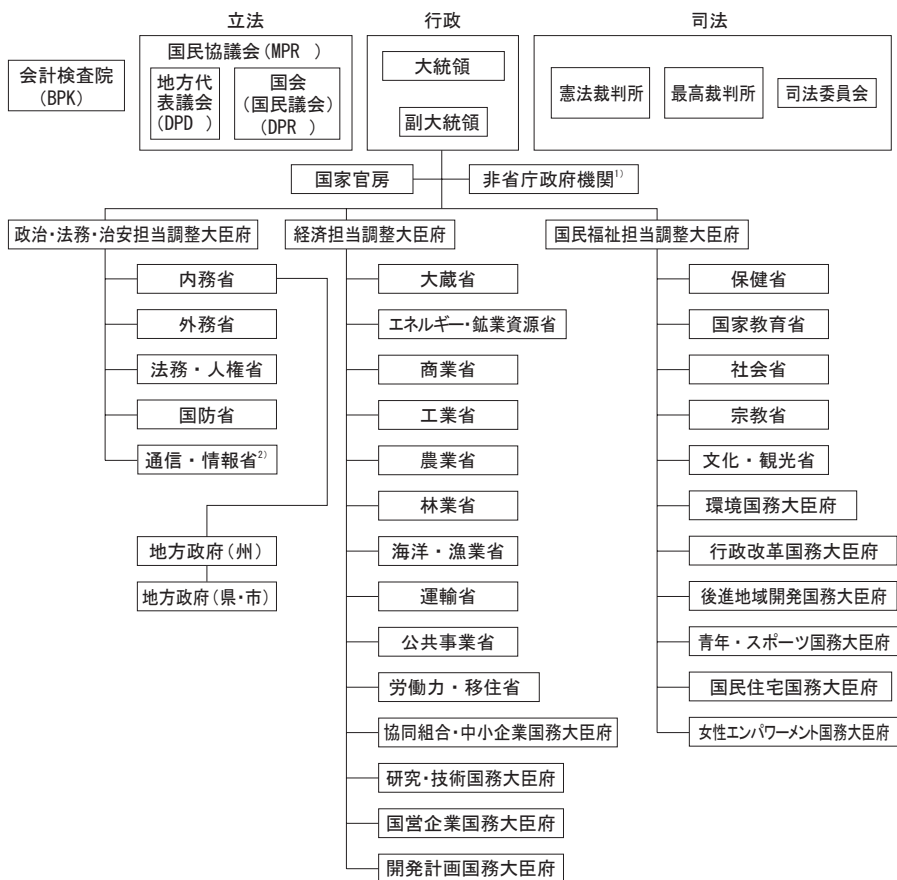 立法
行政
司法
会計検査院
(BPK)
国民協議会(MPR )
地方代
表議会
(DPD )
国会
(国民議会)
(DPR )
大統領
副大統領
憲法裁判所
最高裁判所
司法委員会
国家官房
非省庁政府機関1)
政治・法務・治安担当調整大臣府
内務省
外務省
法務・人権省
国防省
通信・情報省2)
地方政府(州)
地方政府(県・市)
経済担当調整大臣府
大蔵省
エネルギー・鉱業資源省
商業省
工業省
農業省
林業省
海洋・漁業省
運輸省
公共事業省
労働力・移住省
協同組合・中小企業国務大臣府
研究・技術国務大臣府
国営企業国務大臣府
開発計画国務大臣府
国民福祉担当調整大臣府
保健省
国家教育省
社会省
宗教省
文化・観光省
環境国務大臣府
行政改革国務大臣府
後進地域開発国務大臣府
青年・スポーツ国務大臣府
国民住宅国務大臣府
女性エンパワーメント国務大臣府